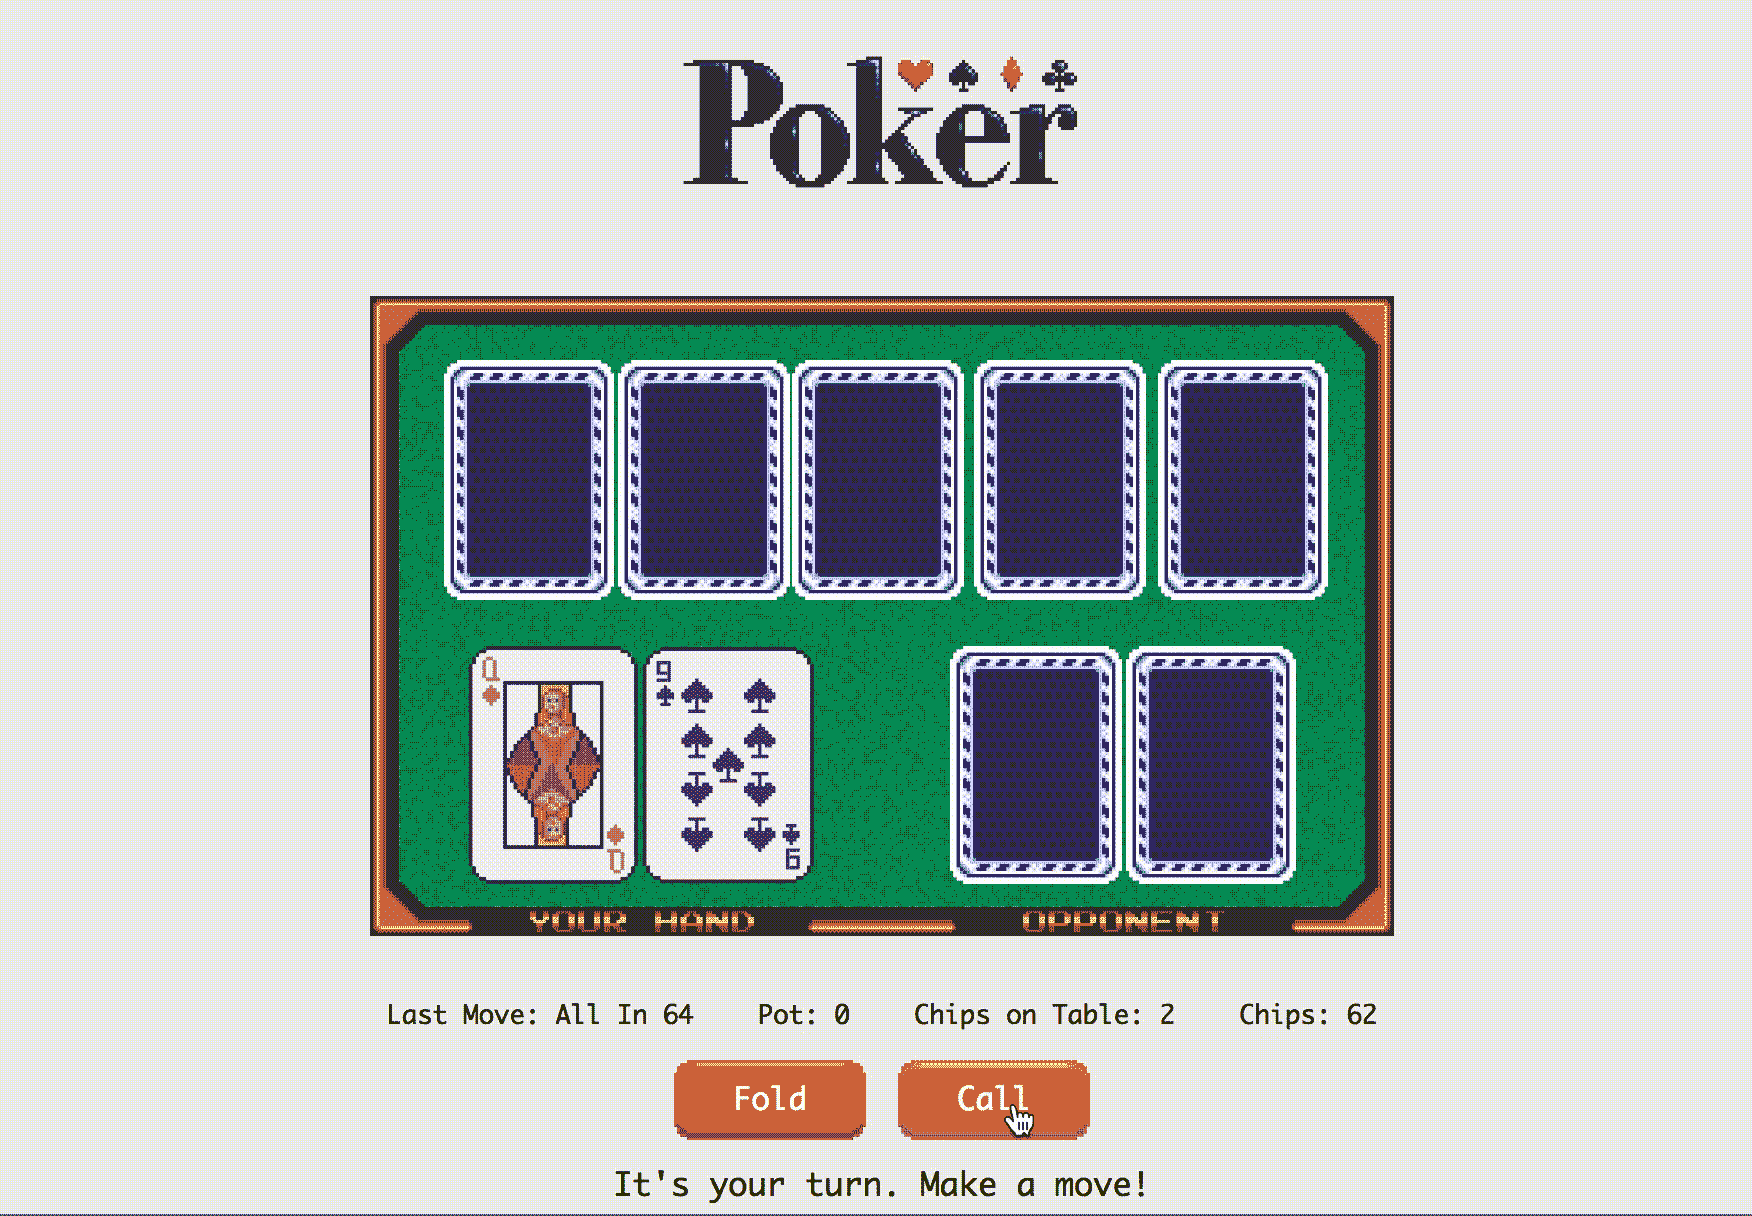 Poker
Q
9
Q
9
YOUR HAND OPPONENT
Last Move: All In 64 Pot: 0 Chips on Table: 2 Chips: 62
Fold Call
It's your turn. Make a move!